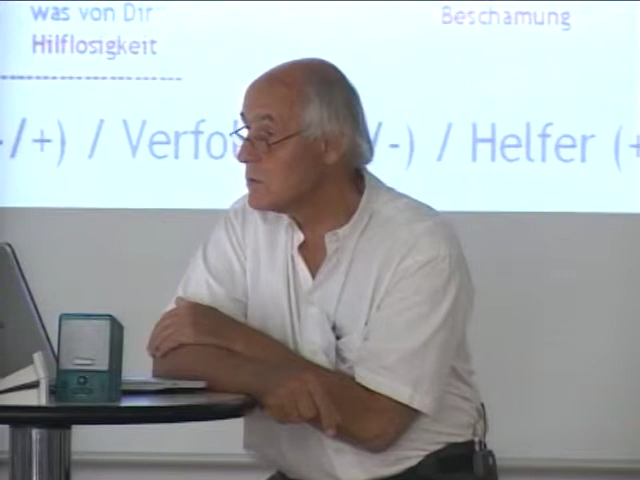 was von Dir
Beschämung
Hilflosigkeit
-/+) / Verfol /-) / Helfer (+